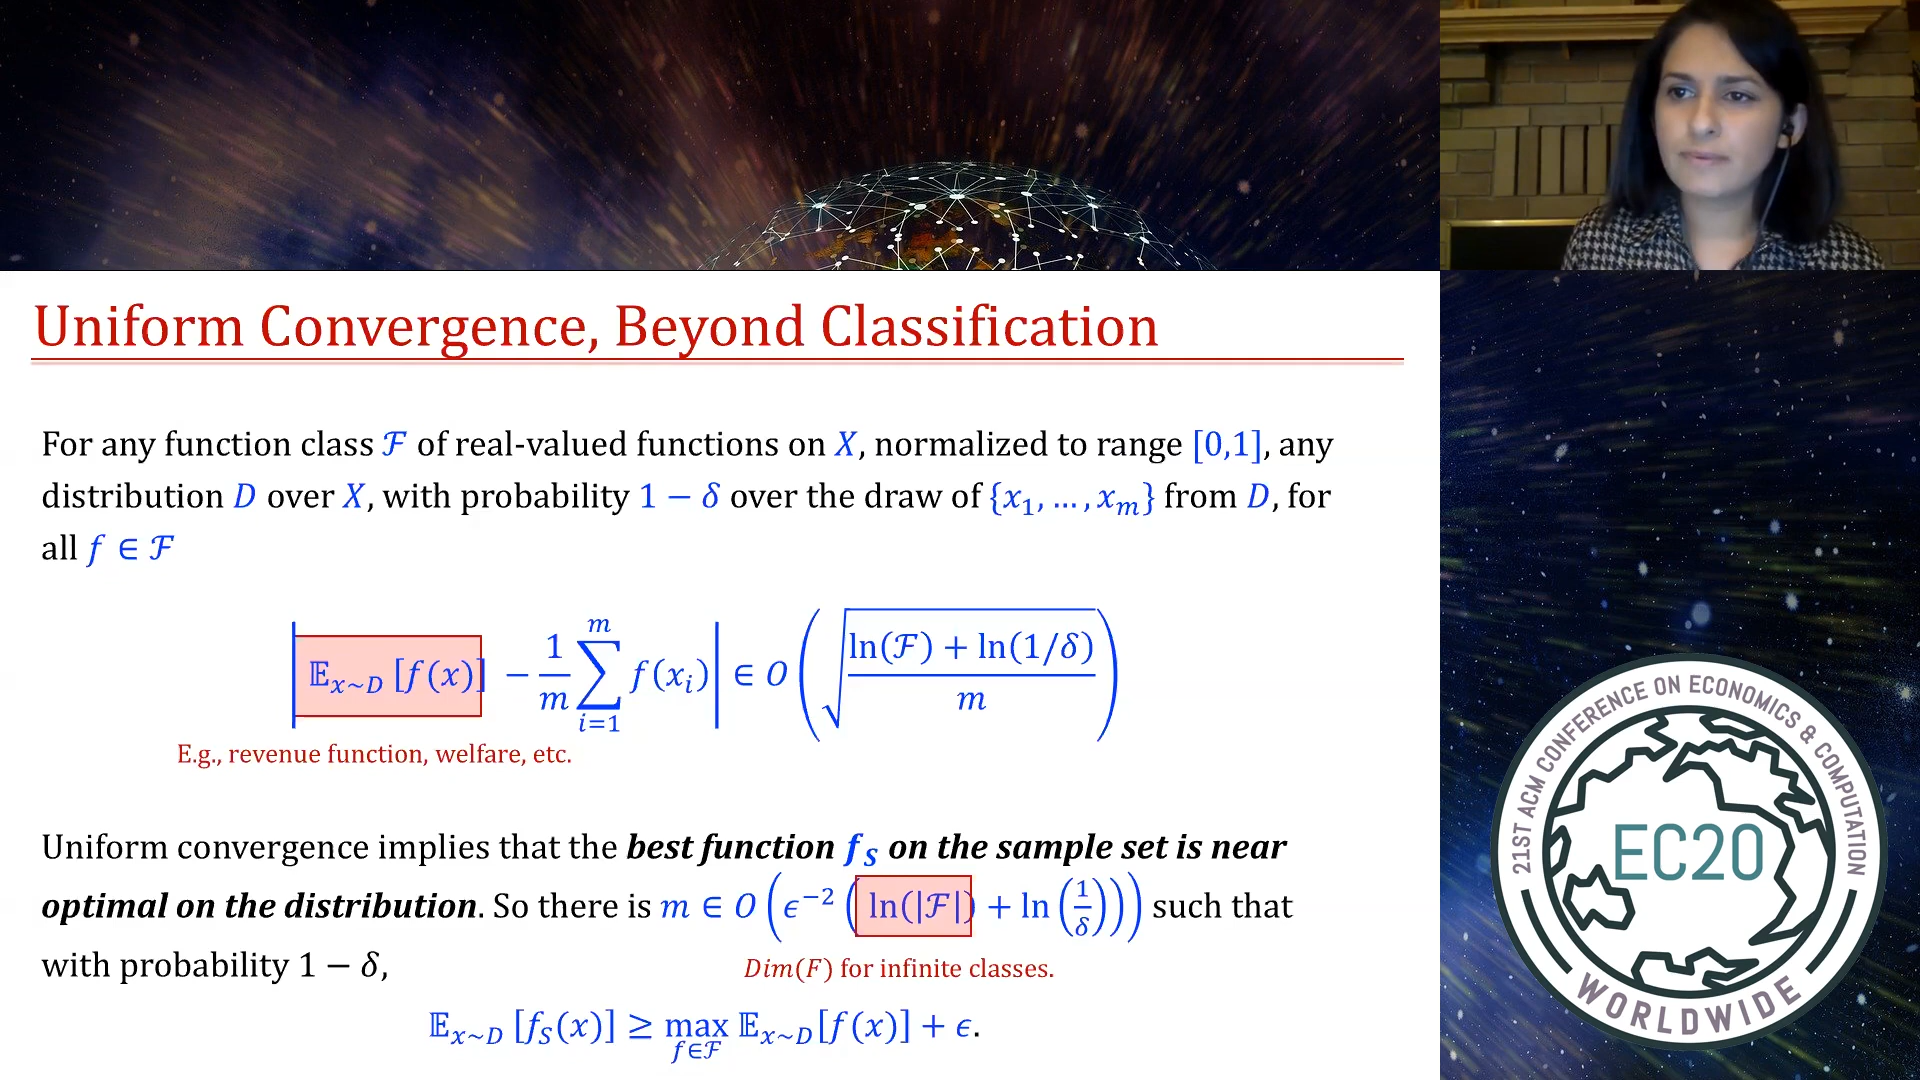 Uniform Convergence, Beyond Classification
For any function class ℱ of real-valued functions on X, normalized to range [0,1], any
distribution D over X, with probability 1 − δ over the draw of {x₁, … , xₘ} from D, for
all f ∈ ℱ
|𝔼ₓ~D [f(x)] − 1/m ∑ᵢ₌₁ᵐ f(xᵢ)| ∈ O(√((ln(ℱ) + ln(1/δ))/m))
E.g., revenue function, welfare, etc.
Uniform convergence implies that the best function f_S on the sample set is near
optimal on the distribution. So there is m ∈ O(ϵ⁻²(ln(|ℱ|) + ln(1/δ))) such that
with probability 1 − δ,
Dim(F) for infinite classes.
𝔼ₓ~D [f_S(x)] ≥ max_{f∈ℱ} 𝔼ₓ~D[f(x)] + ϵ.
21ST ACM CONFERENCE ON ECONOMICS & COMPUTATION
EC20
WORLDWIDE